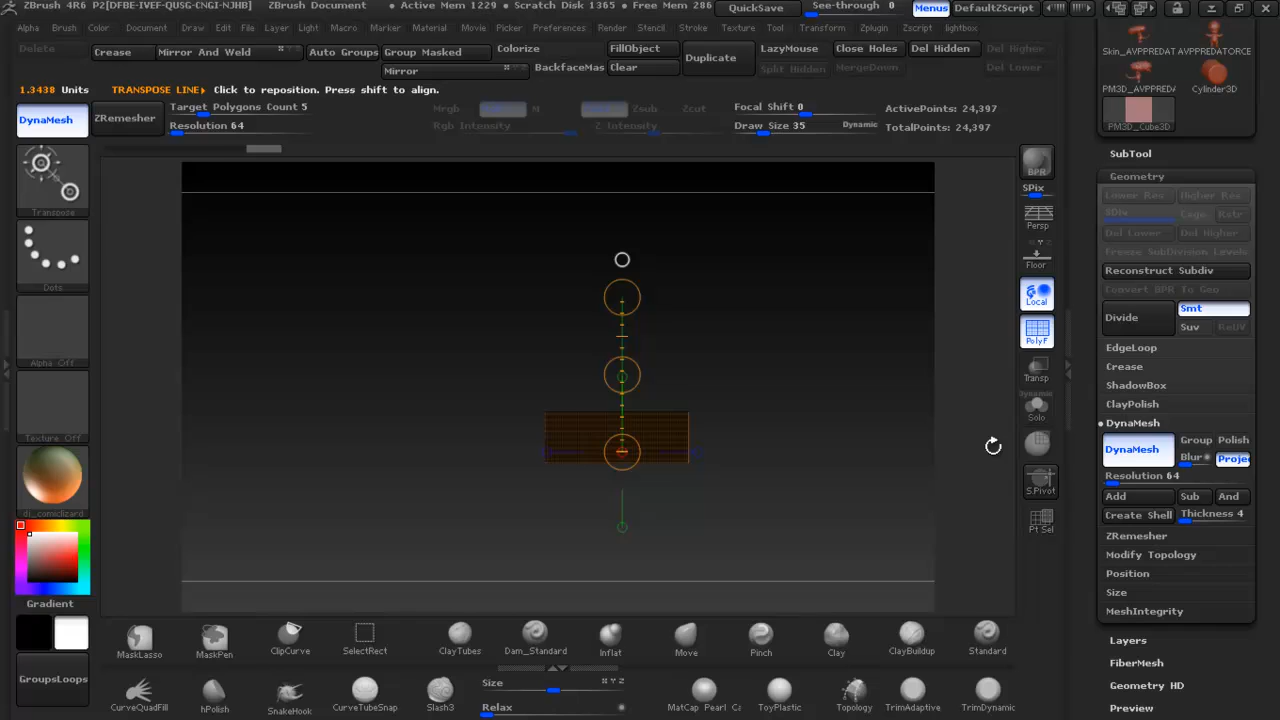 ZBrush 4R6 P2[DFBE-IVEF-QUSG-CNGI-NJHB] ZBrush Document • Active Mem 1129 • Scratch Disk 1365 • Free Mem 286 QuickSave See-through 0 Menus DefaultZScript
Alpha Brush Color Document Draw Edit File Layer Light Macro Marker Material Movie Picker Preferences Render Stencil Stroke Texture Tool Transform Zplugin Zscript lightbox
Delete Crease Mirror And Weld Auto Groups Group Masked Colorize FillObject LazyMouse Close Holes Del Hidden Del Higher
Mirror BackfaceMas Clear Duplicate Split Hidden MergeDown Del Lower
1.3438 Units TRANSPOSE LINE Click to reposition. Press shift to align.
DynaMesh ZRemesher Target Polygons Count 5 Mrgb M Zsub Zcut Focal Shift 0 ActivePoints: 24,397
Resolution 64 Rgb Intensity Z Intensity Draw Size 35 Dynamic TotalPoints: 24,397
Transpose
Dots
Alpha Off
Texture Off
dj_comiclizard
Gradient
GroupsLoops
BPR
SPix
Persp
Floor
Local
PolyF
Transp
Dynamic
Solo
S.Pivot
Pt Sel
Skin_AVPPREDAT AVPPREDATORCE
PM3D_AVPPREDA Cylinder3D
PM3D_Cube3D
SubTool
Geometry
Lower Res Higher Res
SDiv Cage Rstr
Del Lower Del Higher
Freeze SubDivision Levels
Reconstruct Subdiv
Convert BPR To Geo
Divide Smt
Suv ReUV
EdgeLoop
Crease
ShadowBox
ClayPolish
DynaMesh
DynaMesh Group Polish
Blur Projec
Resolution 64
Add Sub And
Create Shell Thickness 4
ZRemesher
Modify Topology
Position
Size
MeshIntegrity
Layers
FiberMesh
Geometry HD
Preview
MaskLasso MaskPen ClipCurve SelectRect ClayTubes Dam_Standard Inflat Move Pinch Clay ClayBuildup Standard
CurveQuadFill hPolish SnakeHook CurveTubeSnap Slash3 Size X Y Z MatCap Pearl Ca ToyPlastic Topology TrimAdaptive TrimDynamic
Relax